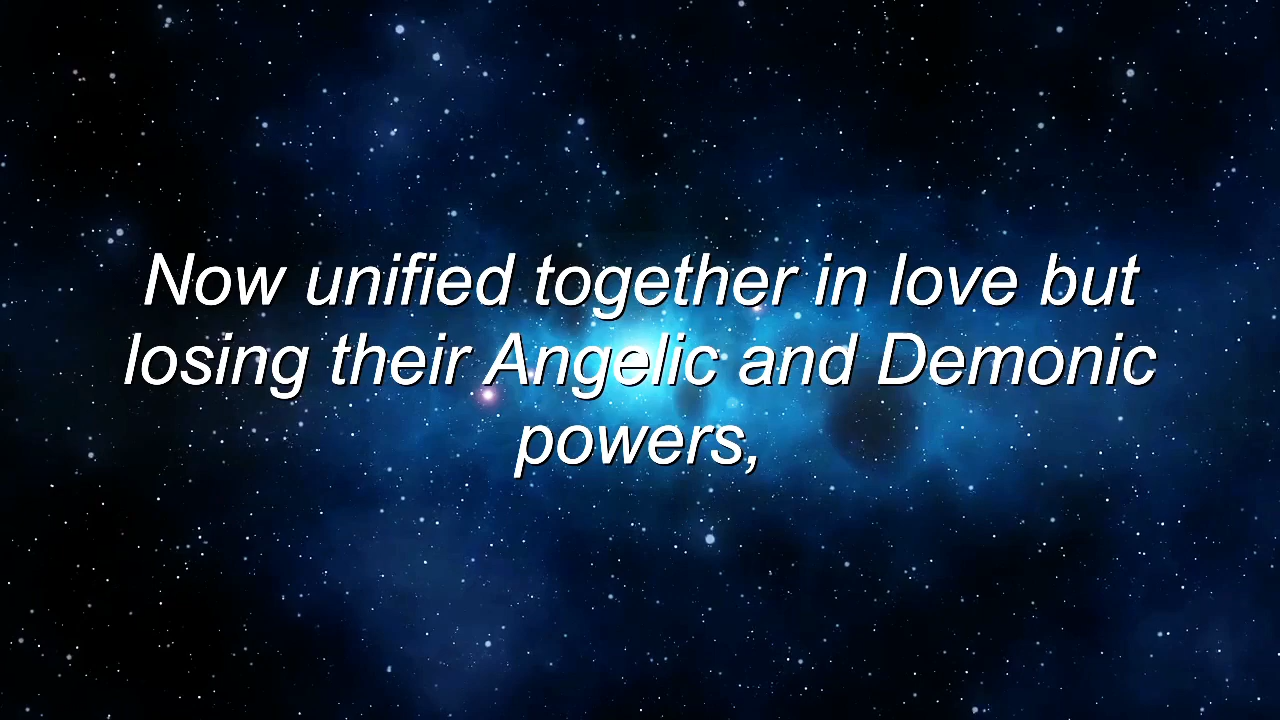 Now unified together in love but
losing their Angelic and Demonic
powers,